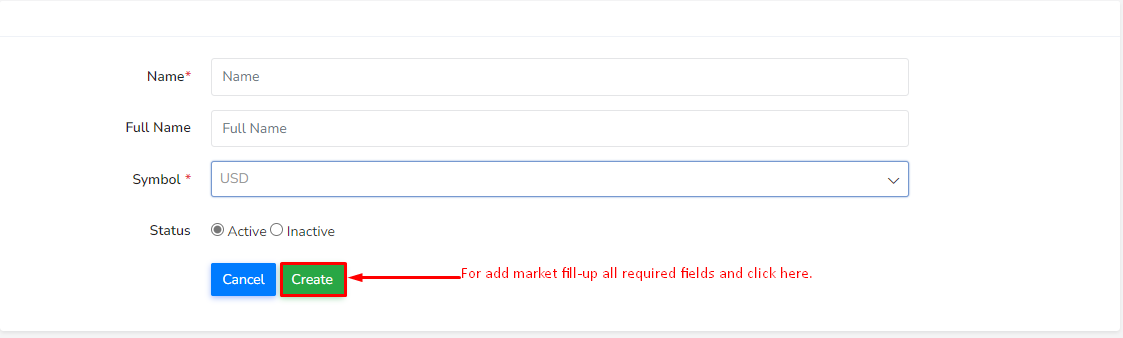 Name* Name
Full Name Full Name
Symbol * USD
Status Active Inactive
Cancel Create For add market fill-up all required fields and click here.